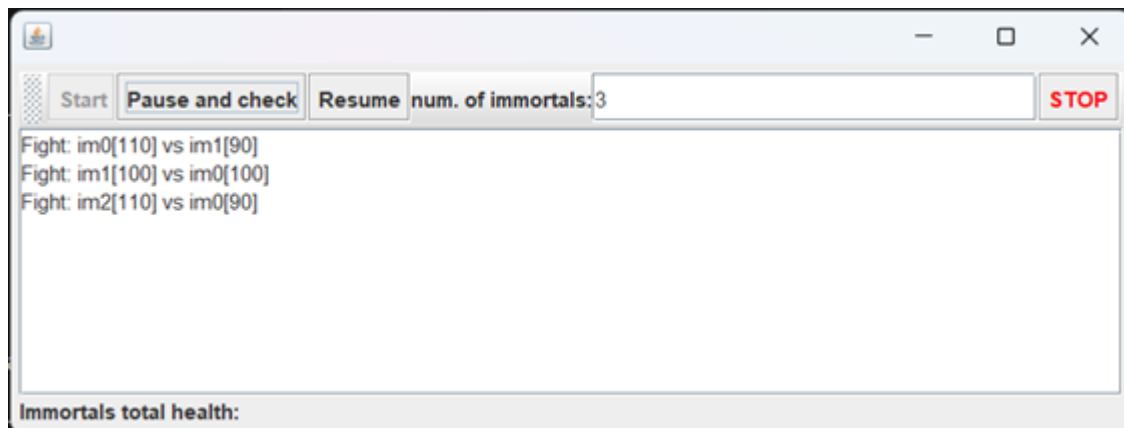 Start Pause and check Resume num. of immortals:3 STOP
Fight: im0[110] vs im1[90]
Fight: im1[100] vs im0[100]
Fight: im2[110] vs im0[90]
Immortals total health: